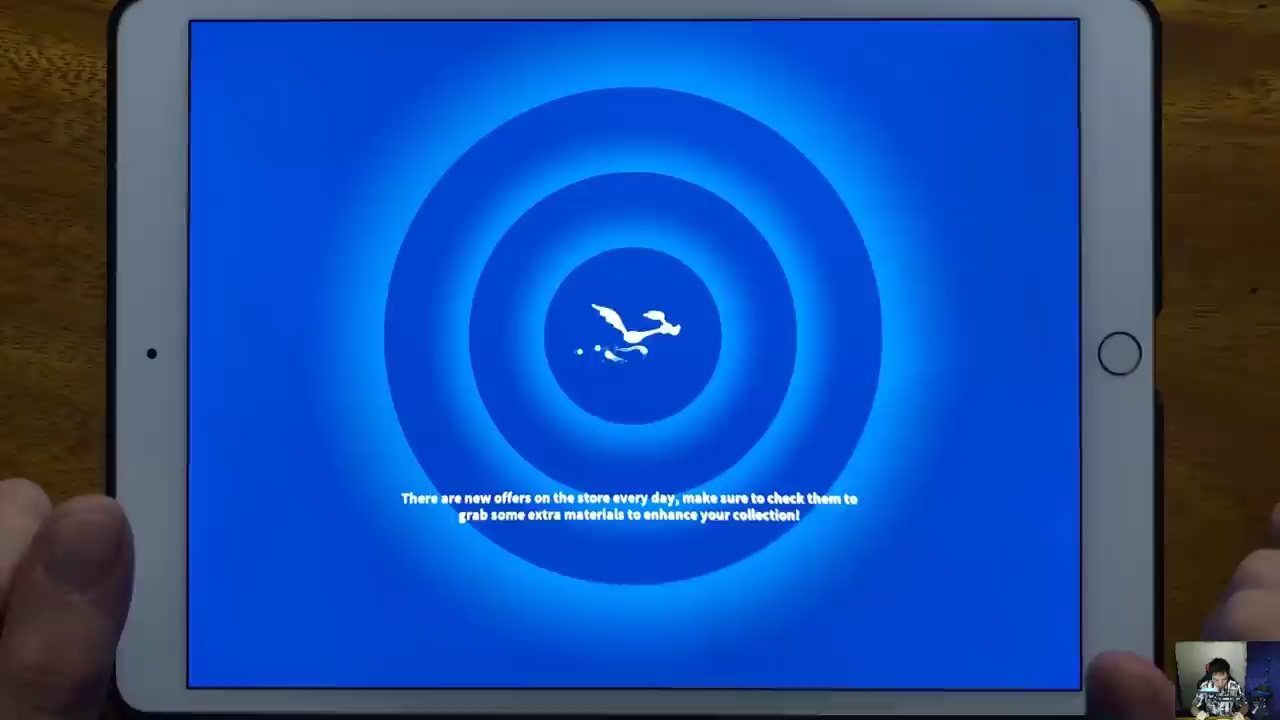 There are new offers on the store every day, make sure to check them to
grab some extra materials to enhance your collection!